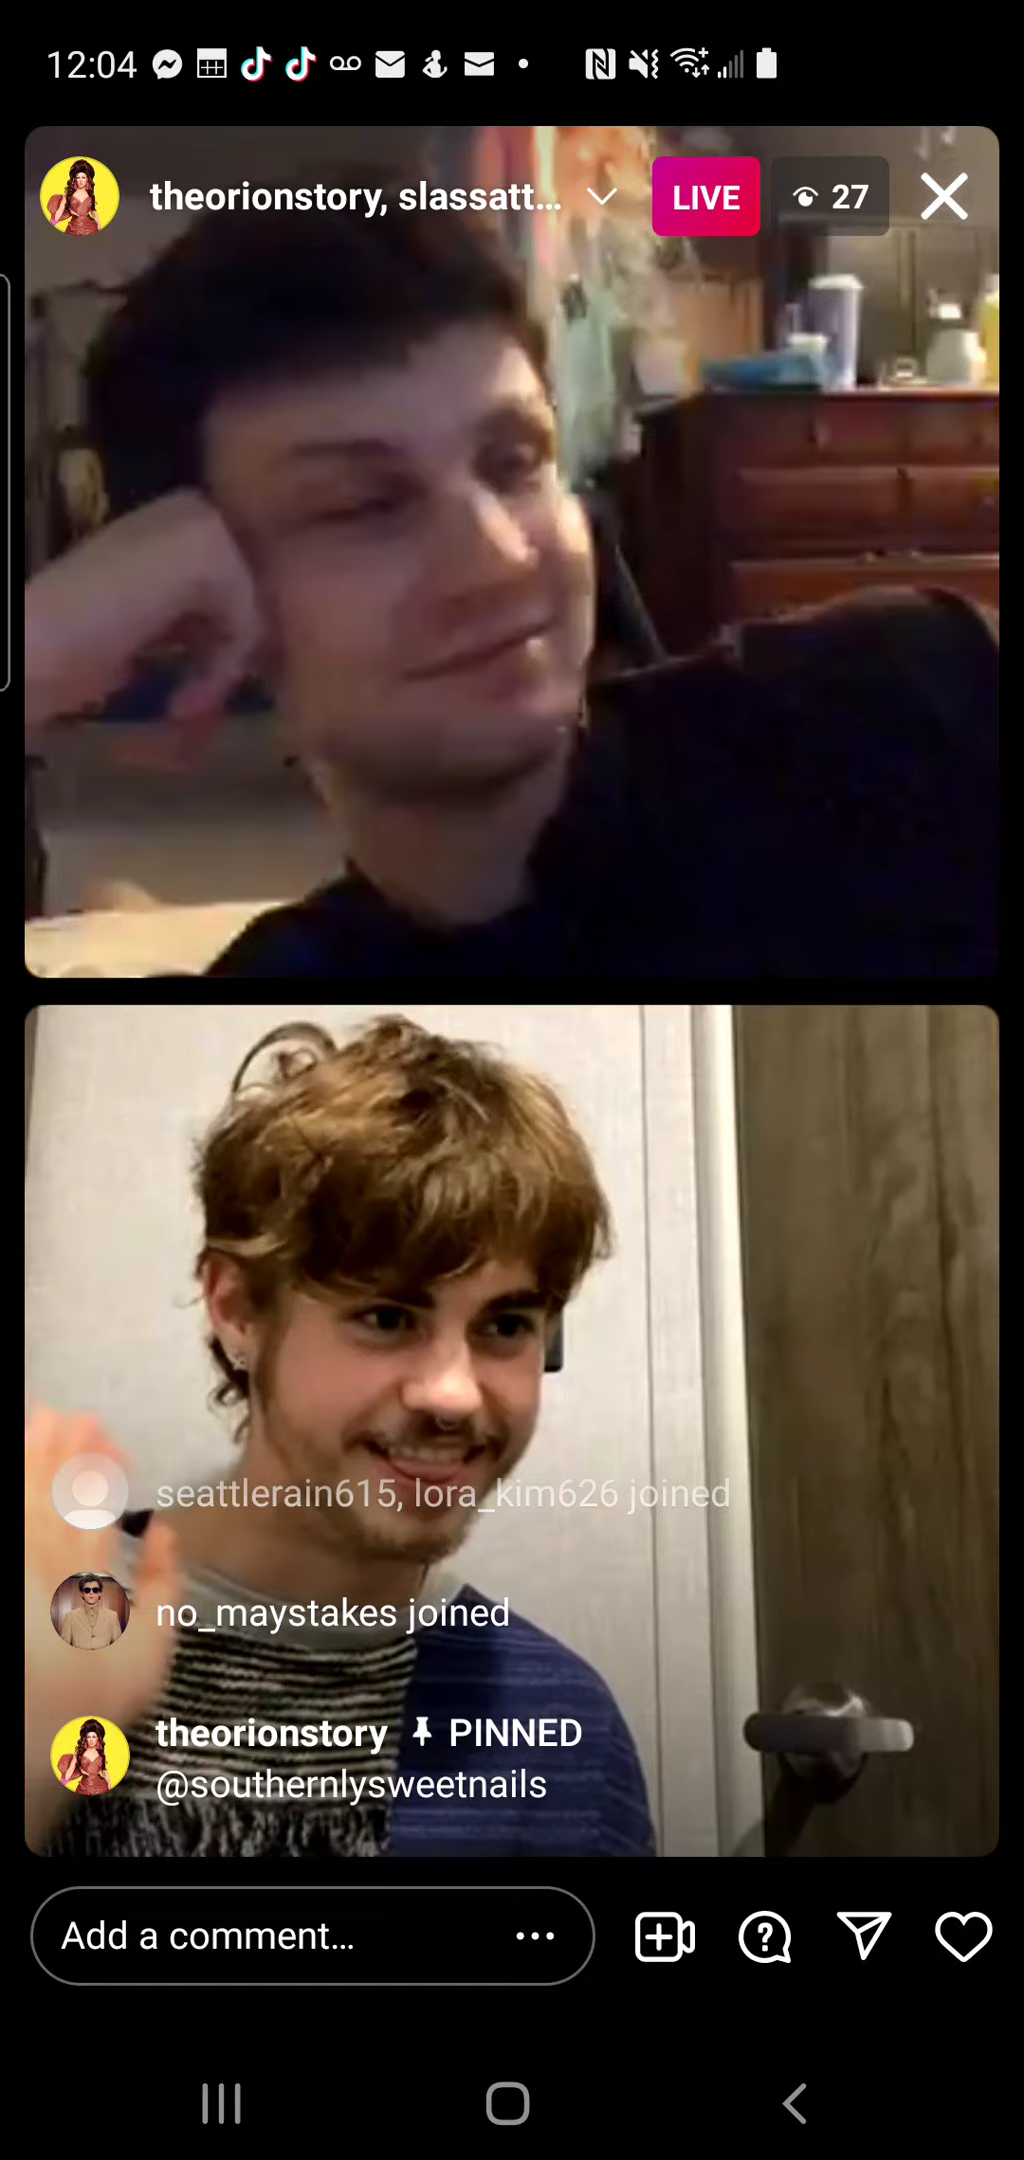 12:04
theorionstory, slassatt...
LIVE
27
seattlerain615, lora_kim626 joined
no_maystakes joined
theorionstory PINNED
@southernlysweetnails
Add a comment...